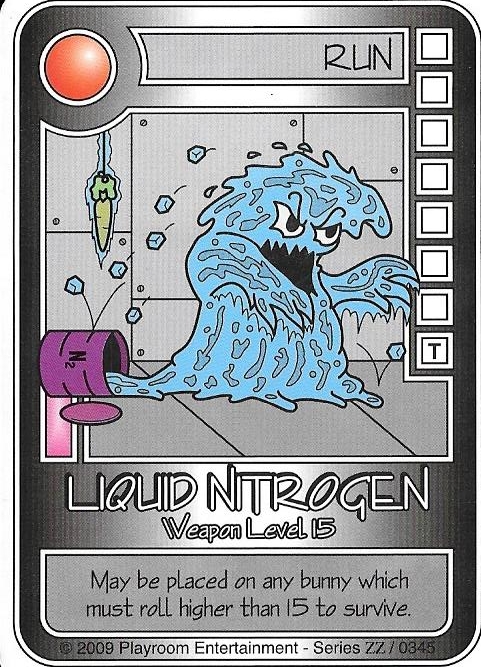 RUN
T
N2
LIQUID NITROGEN
Weapon Level 15
May be placed on any bunny which
must roll higher than 15 to survive.
© 2009 Playroom Entertainment - Series ZZ / 0345